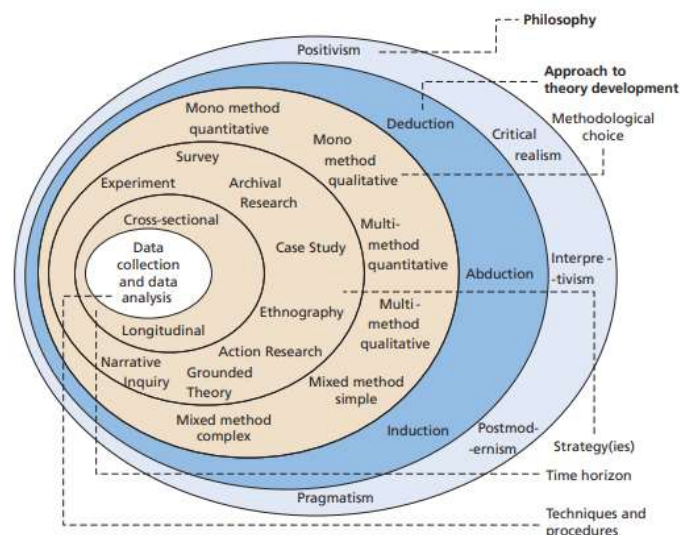 Philosophy
Positivism
Approach to
theory development
Mono method
quantitative
Deduction
Methodological
choice
Critical
realism
Mono
method
qualitative
Survey
Experiment
Archival
Research
Cross-sectional
Multi-
method
quantitative
Case Study
Data
collection
and data
analysis
Interpre -
-tivism
Abduction
Multi -
method
qualitative
Ethnography
Longitudinal
Action Research
Narrative
Inquiry
Grounded
Theory
Mixed method
simple
Mixed method
complex
Induction
Postmod-
-ernism
Strategy(ies)
Time horizon
Pragmatism
Techniques and
procedures